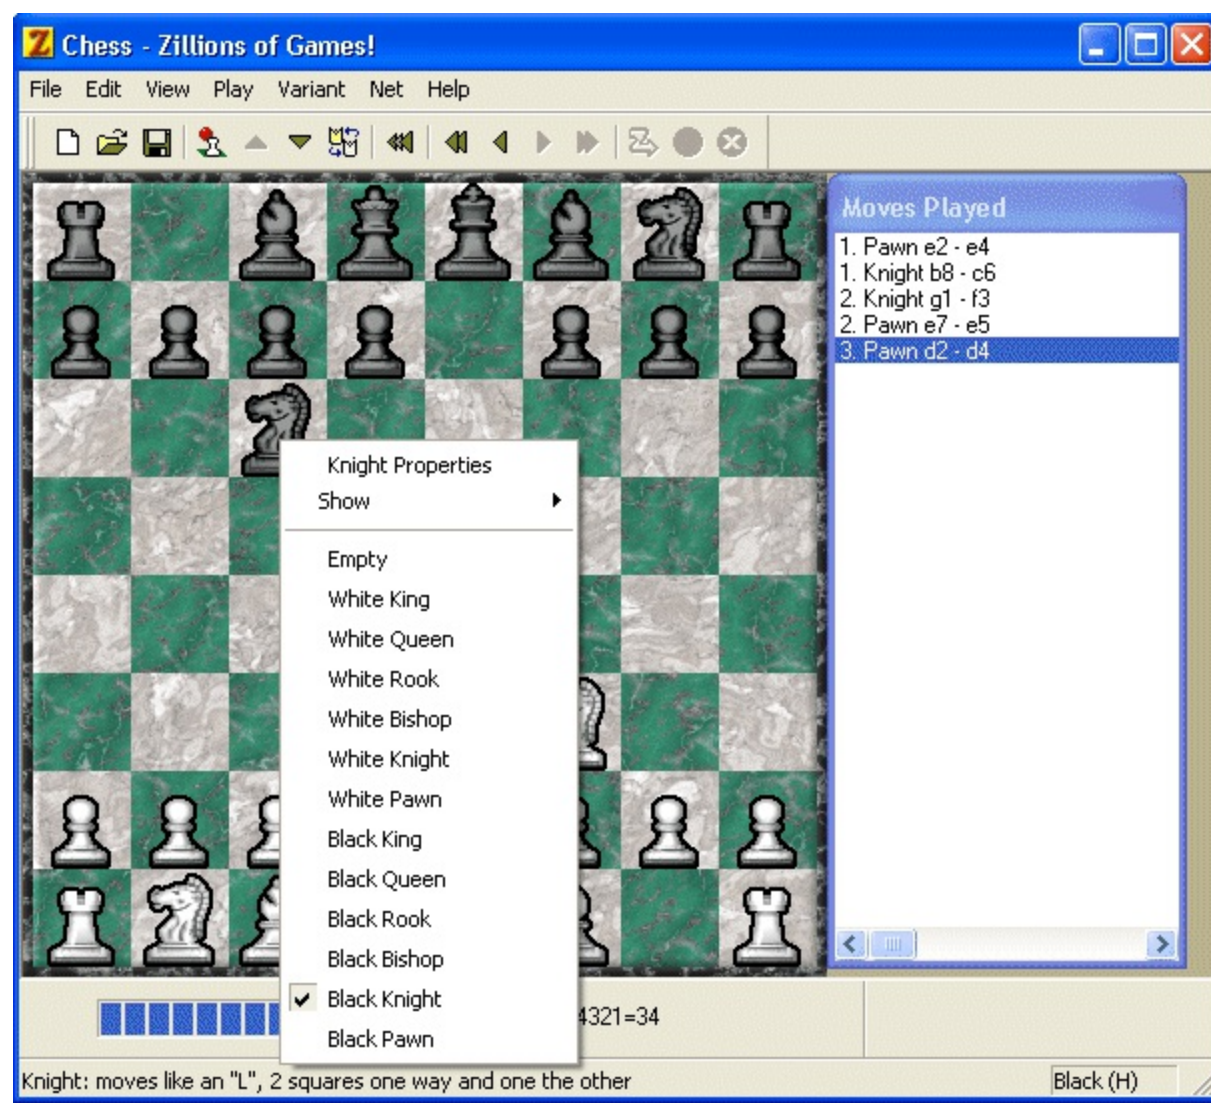 Chess - Zillions of Games!
File Edit View Play Variant Net Help
Moves Played
1. Pawn e2 - e4
1. Knight b8 - c6
2. Knight g1 - f3
2. Pawn e7 - e5
3. Pawn d2 - d4
Knight Properties
Show
Empty
White King
White Queen
White Rook
White Bishop
White Knight
White Pawn
Black King
Black Queen
Black Rook
Black Bishop
Black Knight
Black Pawn
4321=34
Knight: moves like an "L", 2 squares one way and one the other
Black (H)